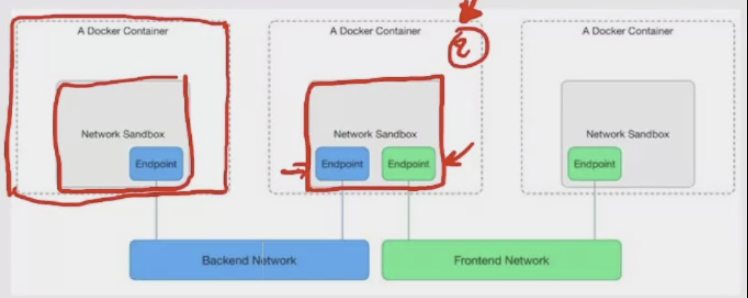 A Docker Container
A Docker Container
A Docker Container
Network Sandbox
Network Sandbox
Network Sandbox
Endpoint
Endpoint
Endpoint
Endpoint
Backend Network
Frontend Network